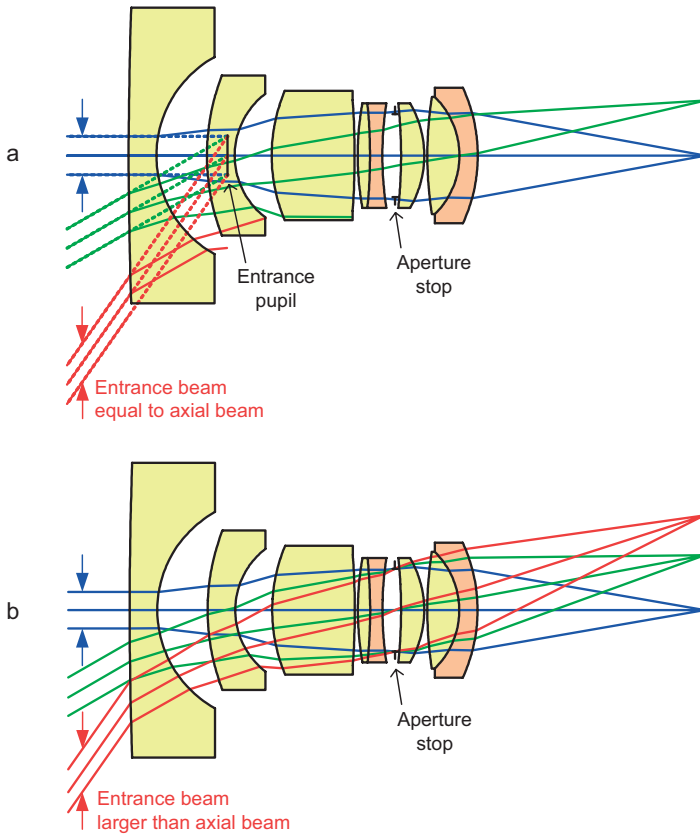 a
Entrance
pupil
Aperture
stop
Entrance beam
equal to axial beam
b
Aperture
stop
Entrance beam
larger than axial beam